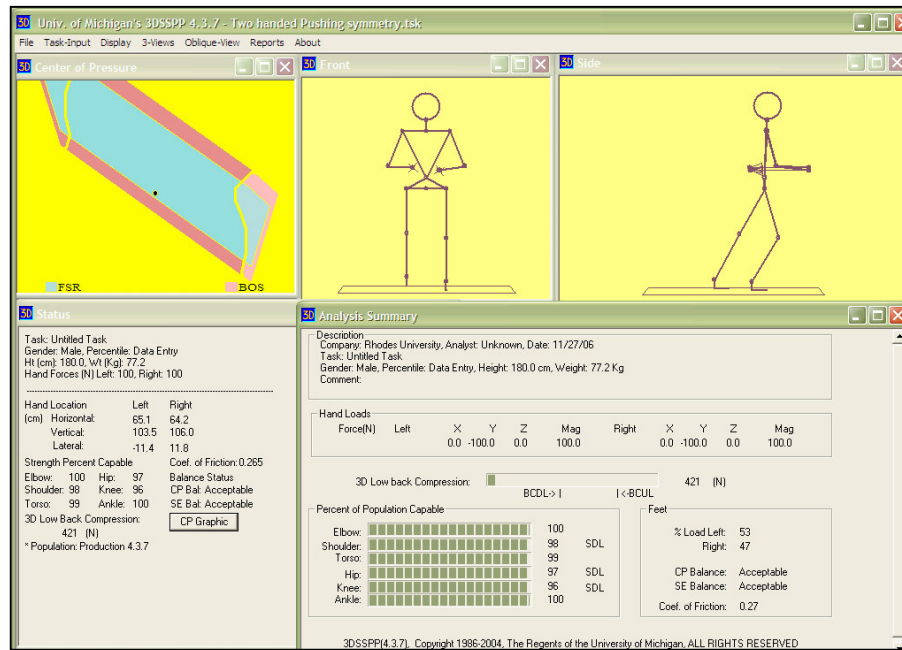 3D Univ. of Michigan's 3DSSPP 4.3.7 - Two handed Pushing symmetry.tsk
File Task-Input Display 3-Views Oblique-View Reports About
3D Center of Pressure
FSR BOS
3D Front
3D Side
3D Status
Task: Untitled Task
Gender: Male, Percentile: Data Entry
Ht (cm): 180.0, Wt (Kg): 77.2
Hand Forces (N) Left: 100, Right: 100
Hand Location Left Right
(cm) Horizontal: 65.1 64.2
Vertical: 103.5 106.0
Lateral: -11.4 11.8
Strength Percent Capable Coef. of Friction: 0.265
Elbow: 100 Hip: 97 Balance Status
Shoulder: 98 Knee: 96 CP Bal: Acceptable
Torso: 99 Ankle: 100 SE Bal: Acceptable
3D Low Back Compression: CP Graphic
421 (N)
* Population: Production 4.3.7
3D Analysis Summary
Description
Company: Rhodes University, Analyst: Unknown, Date: 11/27/06
Task: Untitled Task
Gender: Male, Percentile: Data Entry, Height: 180.0 cm, Weight: 77.2 Kg
Comment:
Hand Loads
Force(N) Left X Y Z Mag Right X Y Z Mag
0.0 -100.0 0.0 100.0 0.0 -100.0 0.0 100.0
3D Low back Compression: 421 (N)
BCDL-> | | <-BCUL
Percent of Population Capable
Elbow: 100
Shoulder: 98 SDL
Torso: 99
Hip: 97 SDL
Knee: 96 SDL
Ankle: 100
Feet
% Load Left: 53
Right: 47
CP Balance: Acceptable
SE Balance: Acceptable
Coef. of Friction: 0.27
3DSSPP(4.3.7), Copyright 1986-2004, The Regents of the University of Michigan, ALL RIGHTS RESERVED